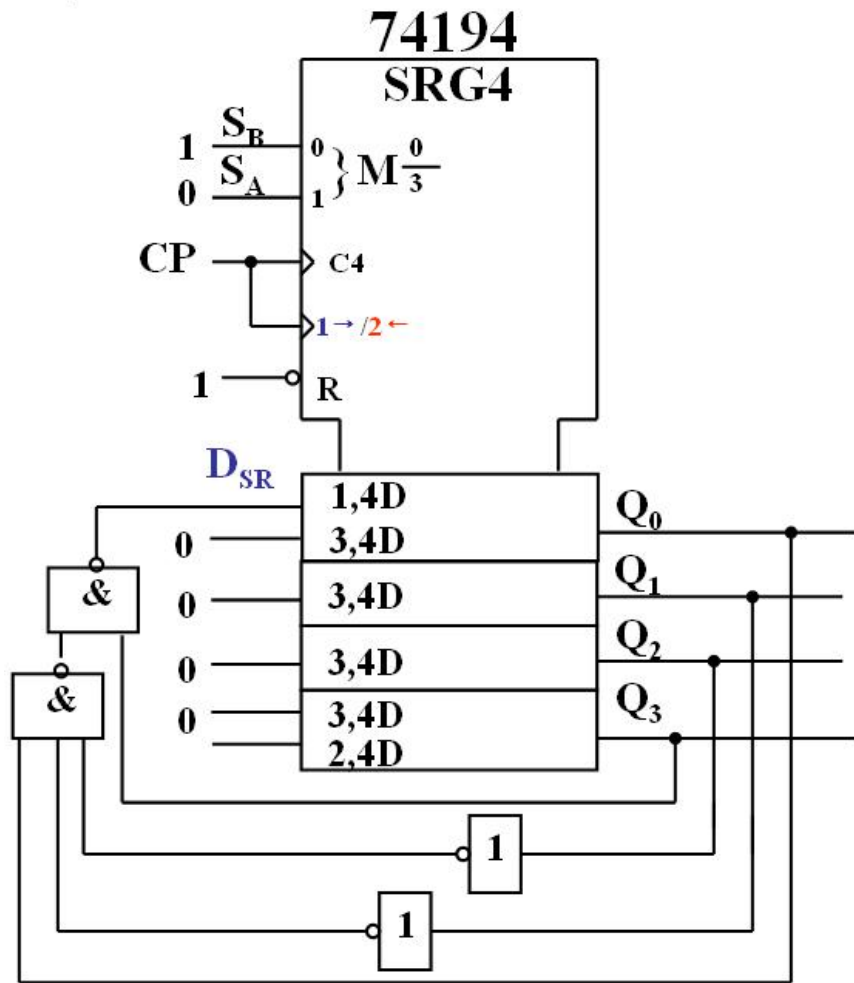 74194
SRG4
1 S_B 0 } M 0/3
0 S_A 1
CP C4
1→/2←
1 R
D_SR
1,4D
0 3,4D Q_0
& 0 3,4D Q_1
0 3,4D Q_2
& 0 3,4D Q_3
2,4D
1
1